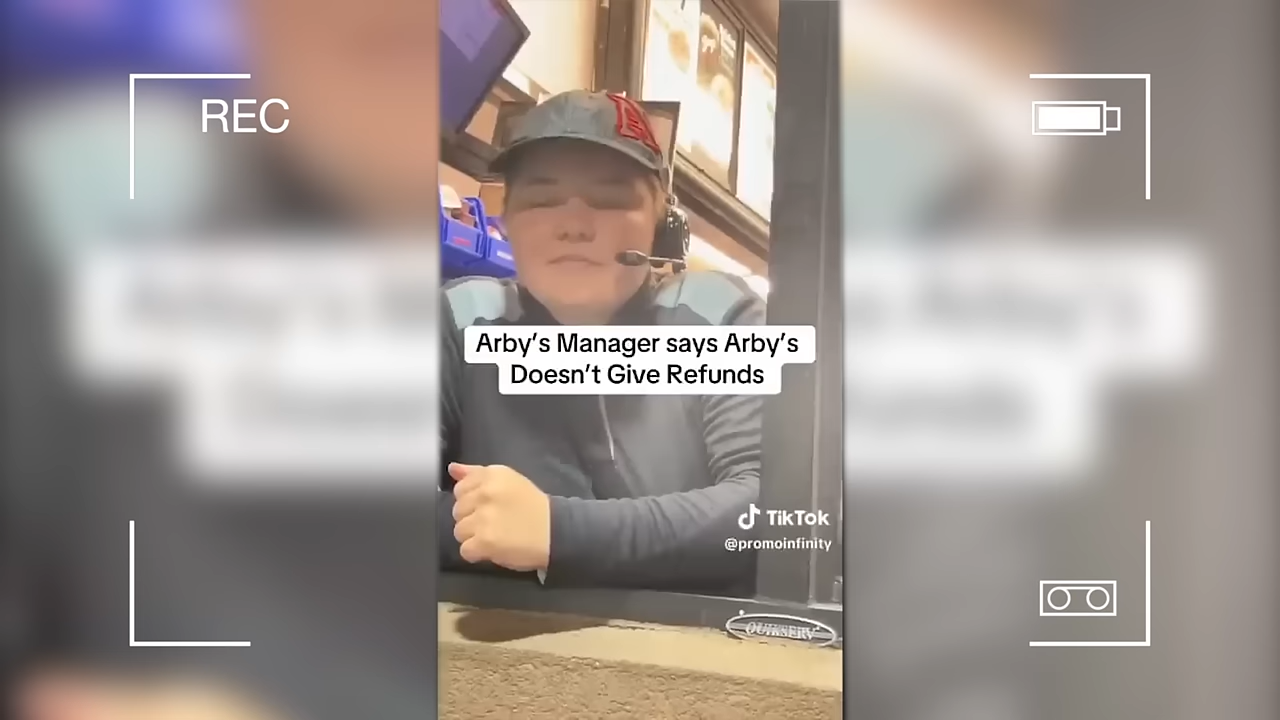 REC
Arby's Manager says Arby's
Doesn't Give Refunds
TikTok
@promoinfinity
QUIKSERV